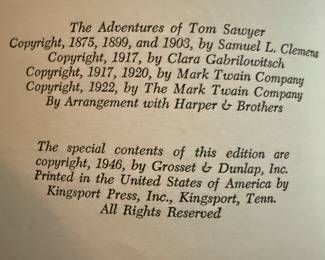 The Adventures of Tom Sawyer
Copyright, 1875, 1899, and 1903, by Samuel L. Clemens
Copyright, 1917, by Clara Gabrilowitsch
Copyright, 1917, 1920, by Mark Twain Company
Copyright, 1922, by The Mark Twain Company
By Arrangement with Harper & Brothers
The special contents of this edition are
copyright, 1946, by Grosset & Dunlap, Inc.
Printed in the United States of America by
Kingsport Press, Inc., Kingsport, Tenn.
All Rights Reserved